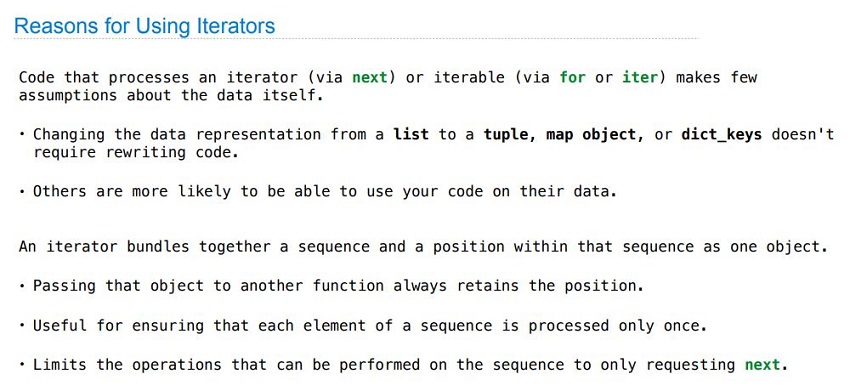 Reasons for Using Iterators
Code that processes an iterator (via next) or iterable (via for or iter) makes few
assumptions about the data itself.
• Changing the data representation from a list to a tuple, map object, or dict_keys doesn't
require rewriting code.
• Others are more likely to be able to use your code on their data.
An iterator bundles together a sequence and a position within that sequence as one object.
• Passing that object to another function always retains the position.
• Useful for ensuring that each element of a sequence is processed only once.
• Limits the operations that can be performed on the sequence to only requesting next.